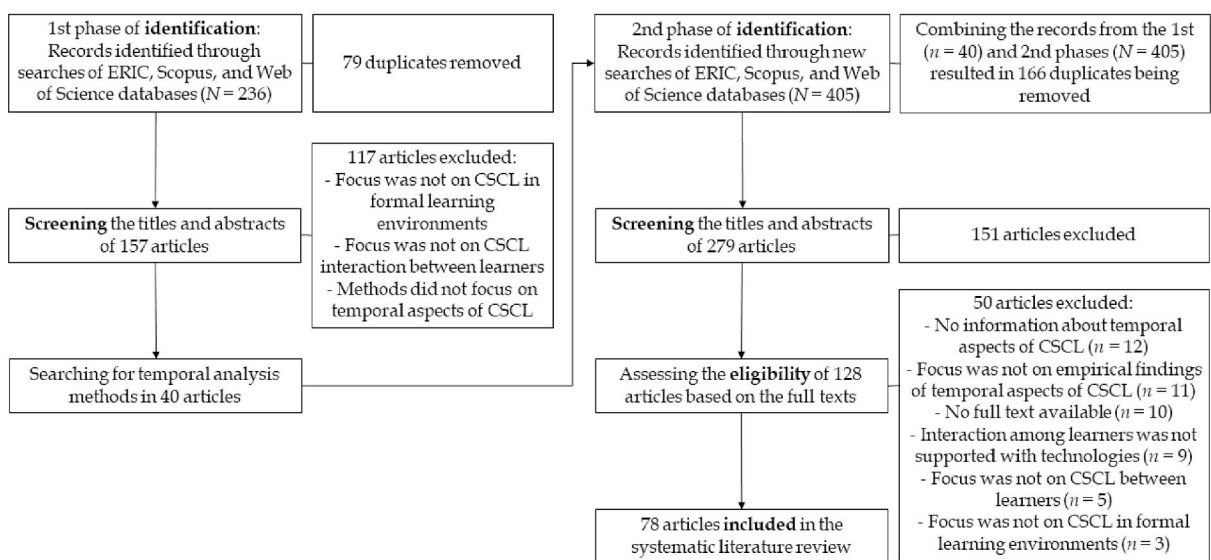 1st phase of identification:
Records identified through
searches of ERIC, Scopus, and Web
of Science databases (N = 236)
79 duplicates removed
117 articles excluded:
- Focus was not on CSCL in
formal learning
environments
- Focus was not on CSCL
interaction between learners
- Methods did not focus on
temporal aspects of CSCL
Screening the titles and abstracts
of 157 articles
Searching for temporal analysis
methods in 40 articles
2nd phase of identification:
Records identified through new
searches of ERIC, Scopus, and Web
of Science databases (N = 405)
Combining the records from the 1st
(n = 40) and 2nd phases (N = 405)
resulted in 166 duplicates being
removed
Screening the titles and abstracts
of 279 articles
151 articles excluded
Assessing the eligibility of 128
articles based on the full texts
50 articles excluded:
- No information about temporal
aspects of CSCL (n = 12)
- Focus was not on empirical findings
of temporal aspects of CSCL (n = 11)
- No full text available (n = 10)
- Interaction among learners was not
supported with technologies (n = 9)
- Focus was not on CSCL between
learners (n = 5)
- Focus was not on CSCL in formal
learning environments (n = 3)
78 articles included in the
systematic literature review